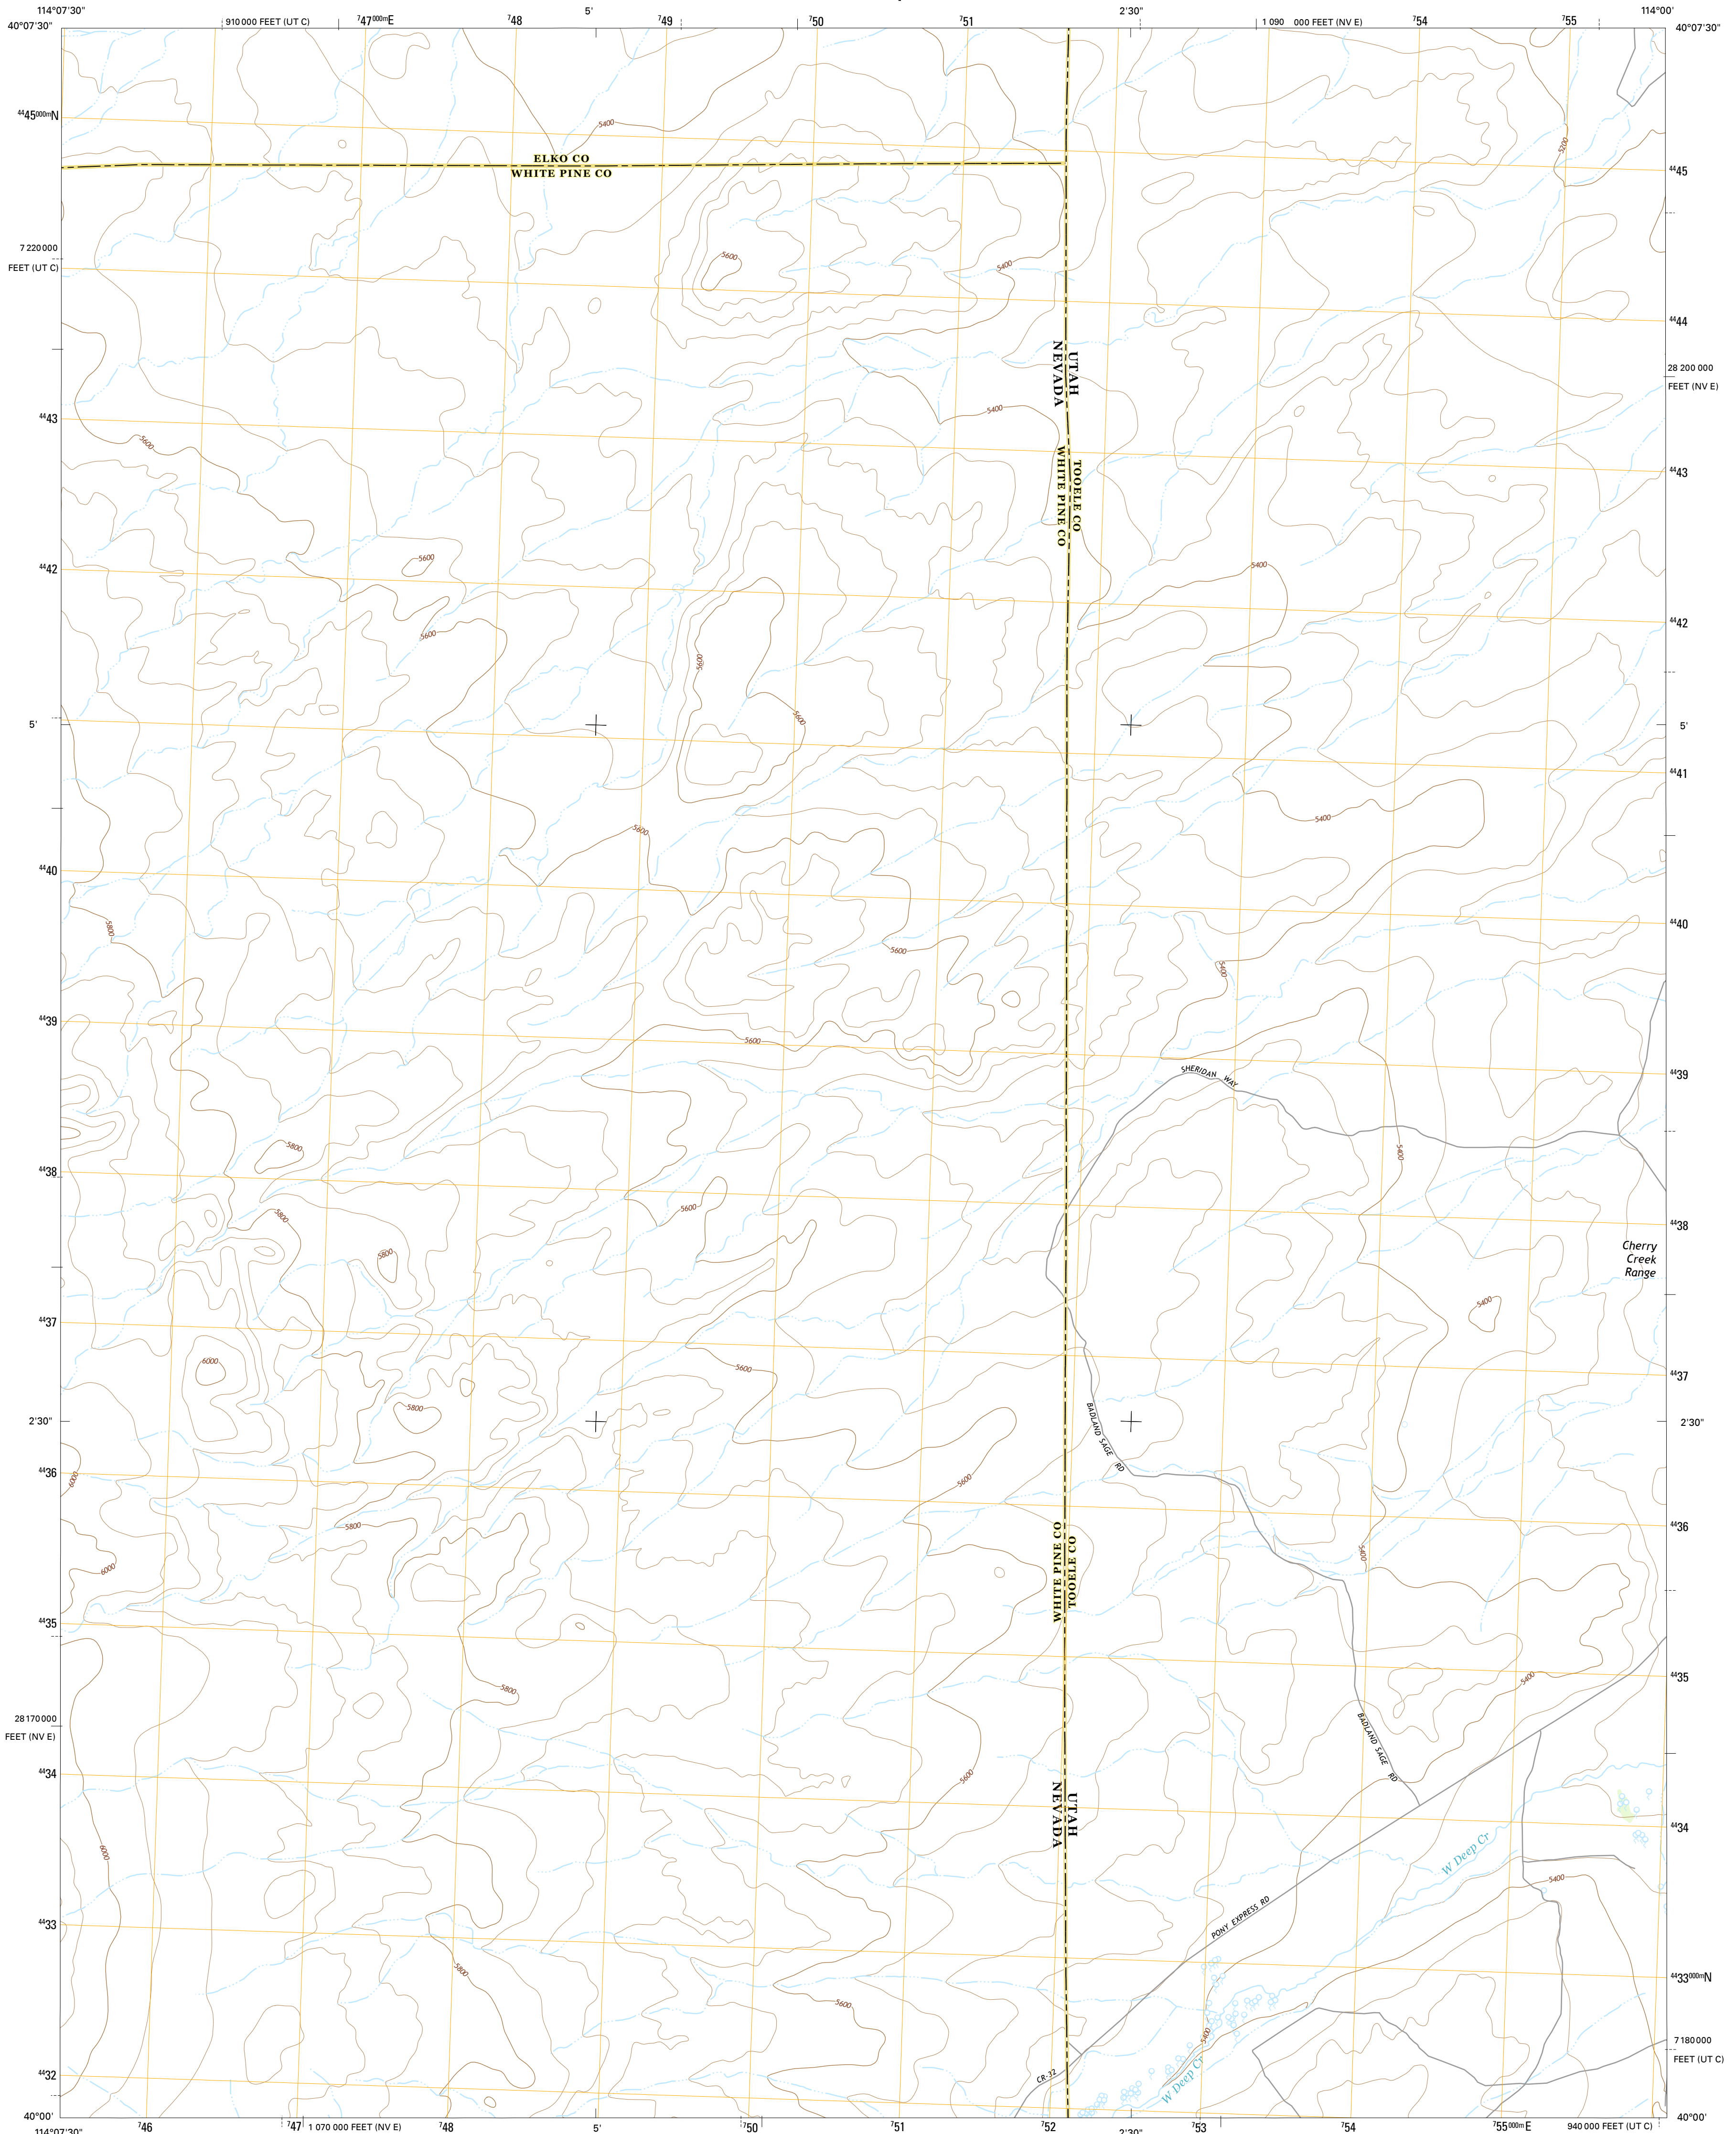 114°07'30" 910 000 FEET (UT C) ⁷47⁰⁰⁰ᵐE ⁷48 5' ⁷49 ⁷50 ⁷51 2'30" 1 090 000 FEET (NV E) ⁷54 ⁷55 114°00'
40°07'30" 40°07'30"
⁴⁴45⁰⁰⁰ᵐN
5400
5200
ELKO CO
WHITE PINE CO
⁴⁴45
7 220 000
FEET (UT C)
5600
5400
⁴⁴44
UTAH
NEVADA
28 200 000
FEET (NV E)
5400
⁴⁴43
5600
TOOELE CO
WHITE PINE CO
⁴⁴43
5600
5400
⁴⁴42
5600
⁴⁴42
5600
5600
5' 5'
⁴⁴41
5400
5600
⁴⁴40
5800
⁴⁴40
5600
5400
⁴⁴39
5600
SHERIDAN WAY
⁴⁴39
5800
5400
⁴⁴38
5600
5800
⁴⁴38
5800
Cherry
Creek
Range
5400
⁴⁴37
6000
5600
⁴⁴37
5800
BADLAND SAGE RD
2'30" 2'30"
⁴⁴36
6000
5600
5800
⁴⁴36
WHITE PINE CO
TOOELE CO
5400
6000
⁴⁴35
⁴⁴35
5400
5800
28 170 000
FEET (NV E)
BADLAND SAGE RD
⁴⁴34
5600
UTAH
NEVADA
⁴⁴34
6000
W Deep Cr
5400
PONY EXPRESS RD
⁴⁴33
5800
⁴⁴33⁰⁰⁰ᵐN
5600
5400
7 180 000
FEET (UT C)
W Deep Cr
CR-32
⁴⁴32
40°00' 40°00'
114°07'30" ⁷46 ⁷47 1 070 000 FEET (NV E) ⁷48 5' ⁷50 ⁷51 ⁷52 2'30" ⁷53 ⁷54 ⁷55⁰⁰⁰ᵐE 940 000 FEET (UT C) 114°00'